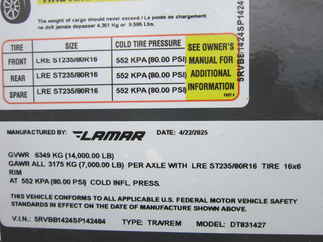 The weight of cargo should never exceed / Le poids de chargement
ne doit jamais depasser 4,361 Kg or 9,595 Lbs.
TIRE SIZE COLD TIRE PRESSURE SEE OWNER'S MANUAL FOR ADDITIONAL INFORMATION
FRONT LRE ST235/80R16 552 KPA (80.00 PSI)
REAR LRE ST235/80R16 552 KPA (80.00 PSI)
SPARE LRE ST235/80R16 552 KPA (80.00 PSI)
5RVBB1424SP1424
MANUFACTURED BY: LAMAR DATE: 4/22/2025
GVWR 6349 KG (14,000.00 LB)
GAWR ALL 3175 KG (7,000.00 LB) PER AXLE WITH LRE ST235/80R16 TIRE 16x6
RIM
AT 552 KPA (80.00 PSI) COLD INFL. PRESS.
THIS VEHICLE CONFORMS TO ALL APPLICABLE U.S. FEDERAL MOTOR VEHICLE SAFETY
STANDARDS IN EFFECT ON THE DATE OF MANUFACTURE SHOWN ABOVE.
V.I.N.: 5RVBB1424SP142484 TYPE: TRA/REM MODEL: DT831427